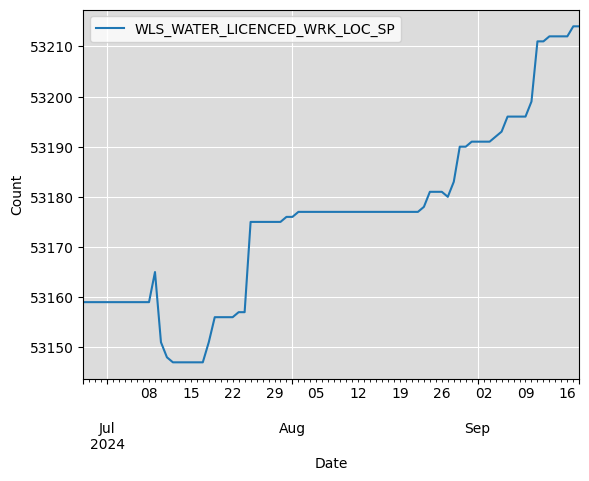 WLS_WATER_LICENCED_WRK_LOC_SP
53210
53200
53190
53180
53170
53160
53150
Count
08 15 22 29 05 12 19 26 02 09 16
Jul Aug Sep
2024
Date